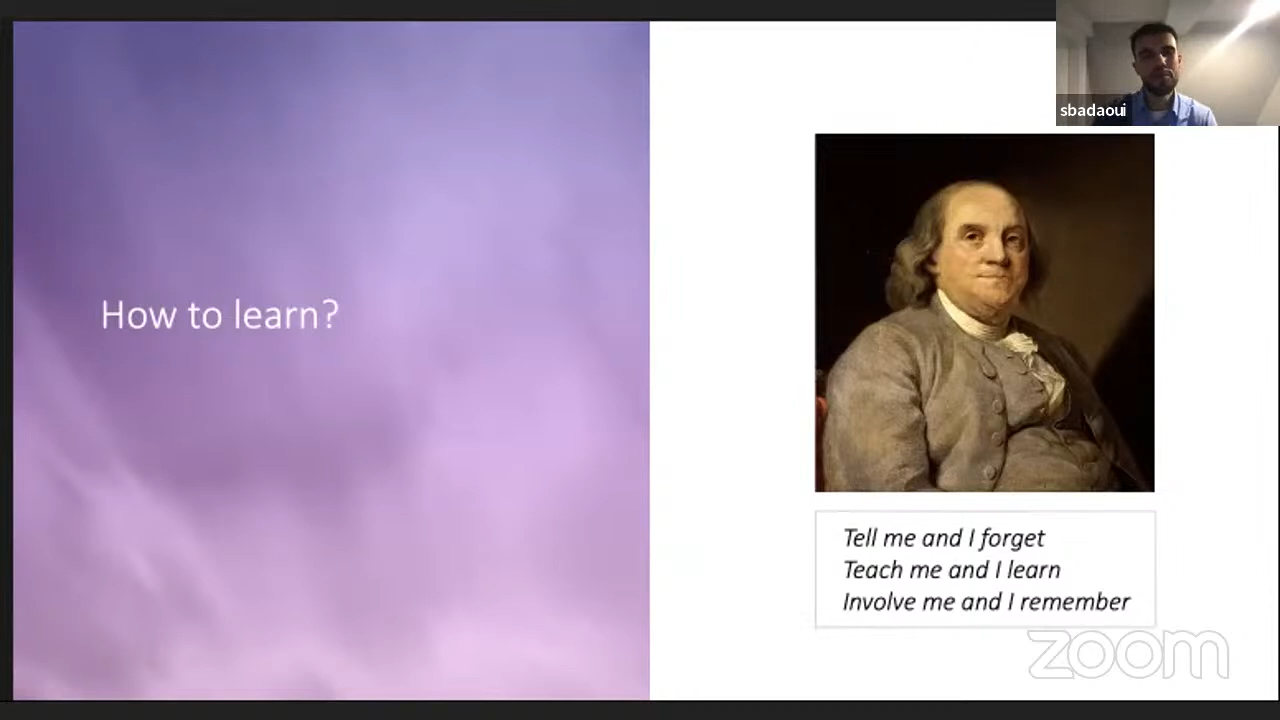 sbadaoui
How to learn?
Tell me and I forget
Teach me and I learn
Involve me and I remember
zoom